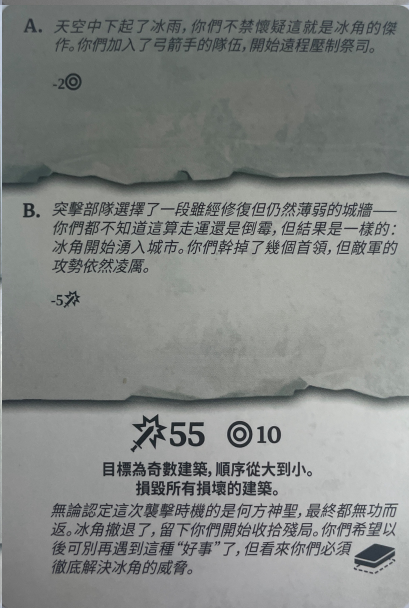 A. 天空中下起了冰雨，你們不禁懷疑這就是冰角的傑
作。你們加入了弓箭手的隊伍，開始遠程壓制祭司。
-2
B. 突擊部隊選擇了一段雖經修復但仍然薄弱的城牆——
你們都不知道這算走運還是倒霉，但結果是一樣的：
冰角開始湧入城市。你們幹掉了幾個首領，但敵軍的
攻勢依然凌厲。
-5
55 10
目標為奇數建築，順序從大到小。
損毀所有損壞的建築。
無論認定這次襲擊時機的是何方神聖，最終都無功而
返。冰角撤退了，留下你們開始收拾殘局。你們希望以
後可別再遇到這種“好事”了，但看來你們必須
徹底解決冰角的威脅。